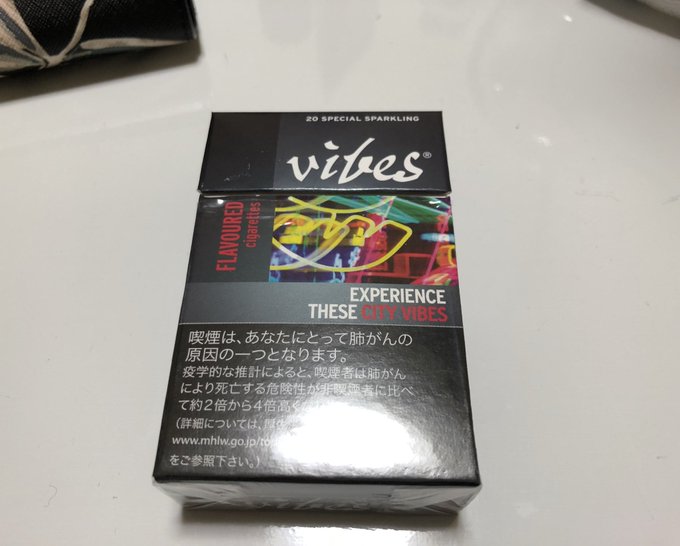 20 SPECIAL SPARKLING
vibes®
FLAVOURED
cigarettes
EXPERIENCE
THESE CITY VIBES
喫煙は、あなたにとって肺がんの
原因の一つとなります。
疫学的な推計によると、喫煙者は肺がん
により死亡する危険性が非喫煙者に比べ
て約2倍から4倍高く
(詳細については、厚
www.mhlw.go.jp/to
をご参照下さい。)
vibes